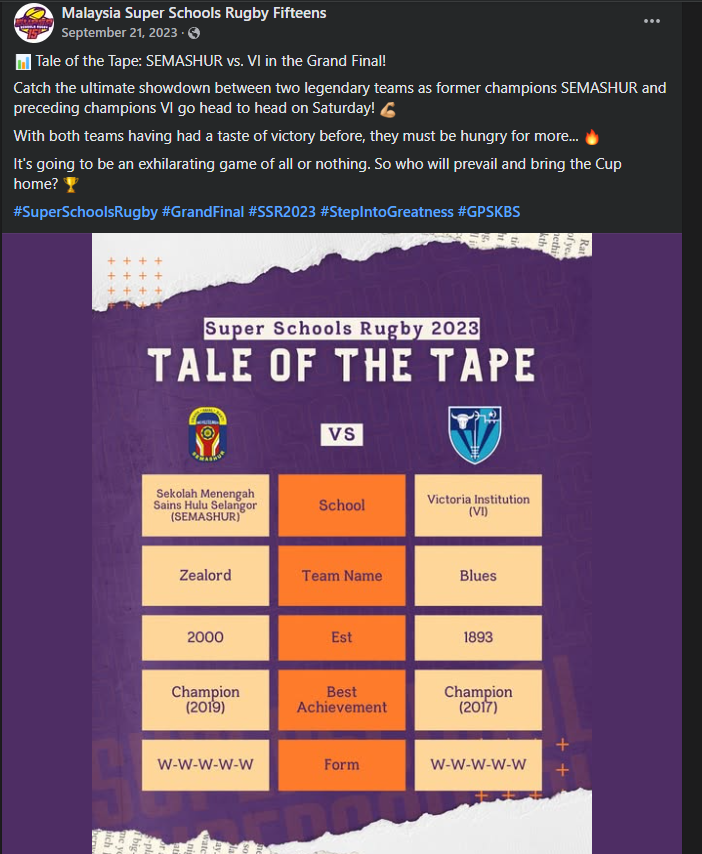 Malaysia Super Schools Rugby Fifteens
September 21, 2023 ·
📊 Tale of the Tape: SEMASHUR vs. VI in the Grand Final!
Catch the ultimate showdown between two legendary teams as former champions SEMASHUR and
preceding champions VI go head to head on Saturday! 💪🏼
With both teams having had a taste of victory before, they must be hungry for more... 🔥
It's going to be an exhilarating game of all or nothing. So who will prevail and bring the Cup
home? 🏆
#SuperSchoolsRugby #GrandFinal #SSR2023 #StepIntoGreatness #GPSKBS
Super Schools Rugby 2023
TALE OF THE TAPE
SEMASHUR
VS
Sekolah Menengah
Sains Hulu Selangor
(SEMASHUR)
School
Victoria Institution
(VI)
Zealord
Team Name
Blues
2000
Est
1893
Champion
(2019)
Best
Achievement
Champion
(2017)
W-W-W-W-W
Form
W-W-W-W-W